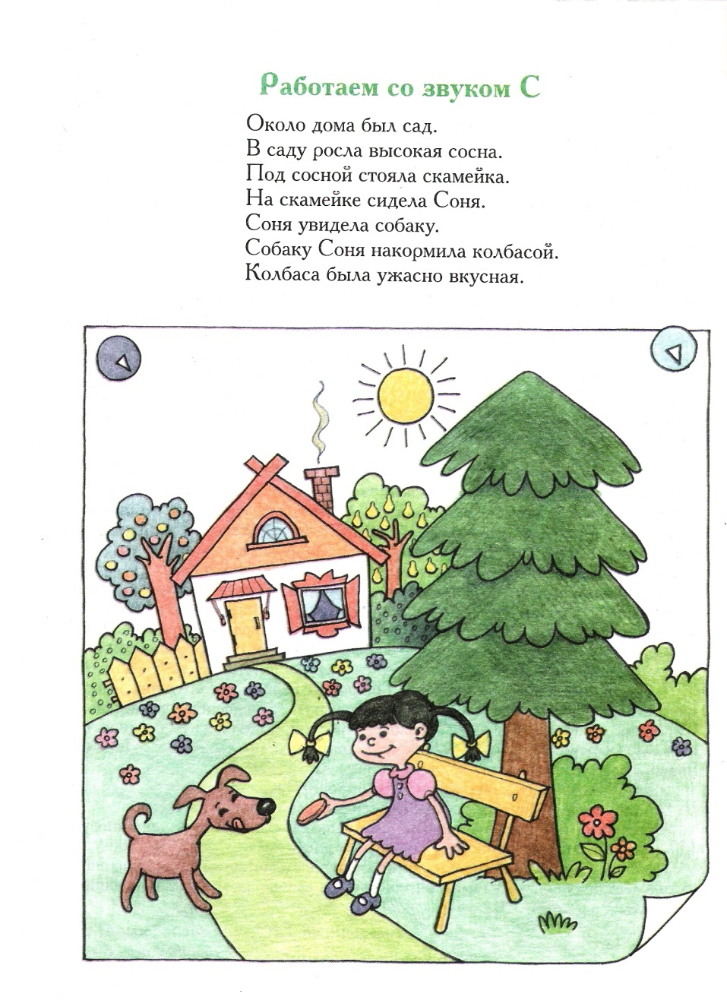 Работаем со звуком С
Около дома был сад.
В саду росла высокая сосна.
Под сосной стояла скамейка.
На скамейке сидела Соня.
Соня увидела собаку.
Собаку Соня накормила колбасой.
Колбаса была ужасно вкусная.